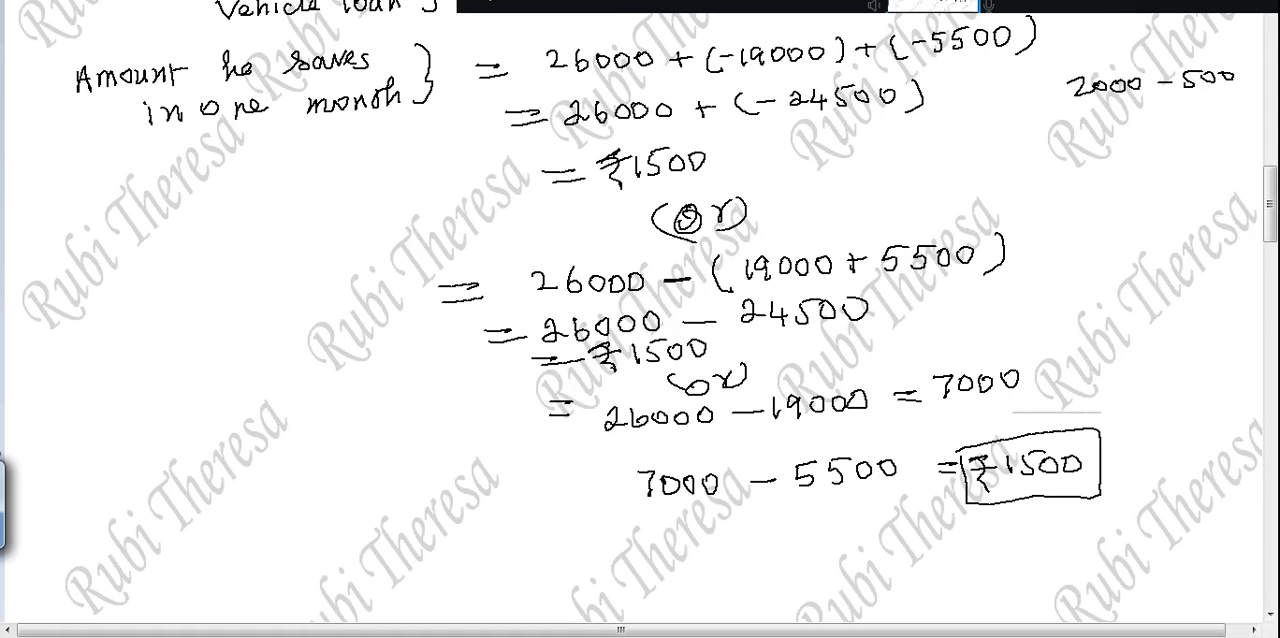 Vehicle loan }
Amount he saves
in one month } = 26000 + (-19000) + (-5500)
= 26000 + (-24500)
2000 - 500
= ₹1500
(or)
= 26000 - (19000 + 5500)
= 26000 - 24500
= ₹1500
(or)
= 26000 - 19000 = 7000
7000 - 5500 = ₹1500
Rubi Theresa